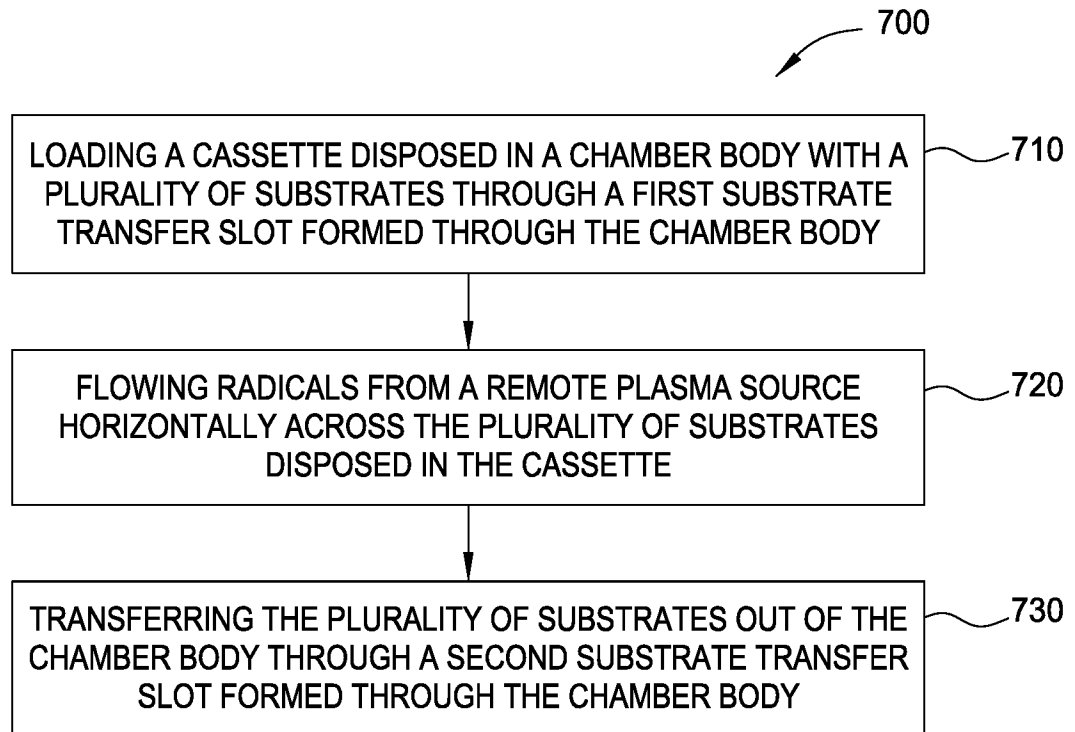 700
LOADING A CASSETTE DISPOSED IN A CHAMBER BODY WITH A
PLURALITY OF SUBSTRATES THROUGH A FIRST SUBSTRATE
TRANSFER SLOT FORMED THROUGH THE CHAMBER BODY
710
FLOWING RADICALS FROM A REMOTE PLASMA SOURCE
HORIZONTALLY ACROSS THE PLURALITY OF SUBSTRATES
DISPOSED IN THE CASSETTE
720
TRANSFERRING THE PLURALITY OF SUBSTRATES OUT OF THE
CHAMBER BODY THROUGH A SECOND SUBSTRATE TRANSFER
SLOT FORMED THROUGH THE CHAMBER BODY
730